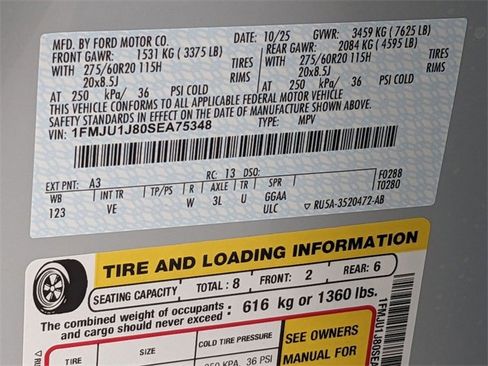 MFD. BY FORD MOTOR CO.
10/25 GVWR: 3459 KG ( 7625 LB)
FRONT GAWR: 1531 KG ( 3375 LB)
REAR GAWR: 2084 KG ( 4595 LB)
WITH 275/60R20 115H TIRES
WITH 275/60R20 115H TIRES
20x8.5J RIMS
20x8.5J RIMS
AT 250 kPa/ 36 PSI COLD
AT 250 kPa/ 36 PSI COLD
THIS VEHICLE CONFORMS TO ALL APPLICABLE FEDERAL MOTOR VEHICLE
SAFETY STANDARDS IN EFFECT ON THE DATE OF MANUFACTURE SHOWN ABOVE.
VIN: 1FMJU1J80SEA75348
TYPE: MPV
EXT PNT: A3 RC: 13 DSO: F0288
WB INT TR TP/PS R AXLE TR SPR T0280
123 VE W 3L U GGAA
ULC RU5A-3520472-AB
TIRE AND LOADING INFORMATION
SEATING CAPACITY TOTAL : 8 FRONT: 2 REAR: 6
The combined weight of occupants
and cargo should never exceed : 616 kg or 1360 lbs.
TIRE SIZE COLD TIRE PRESSURE
SEE OWNERS
MANUAL FOR
250 KPA, 36 PSI
1FMJU1J80SEA